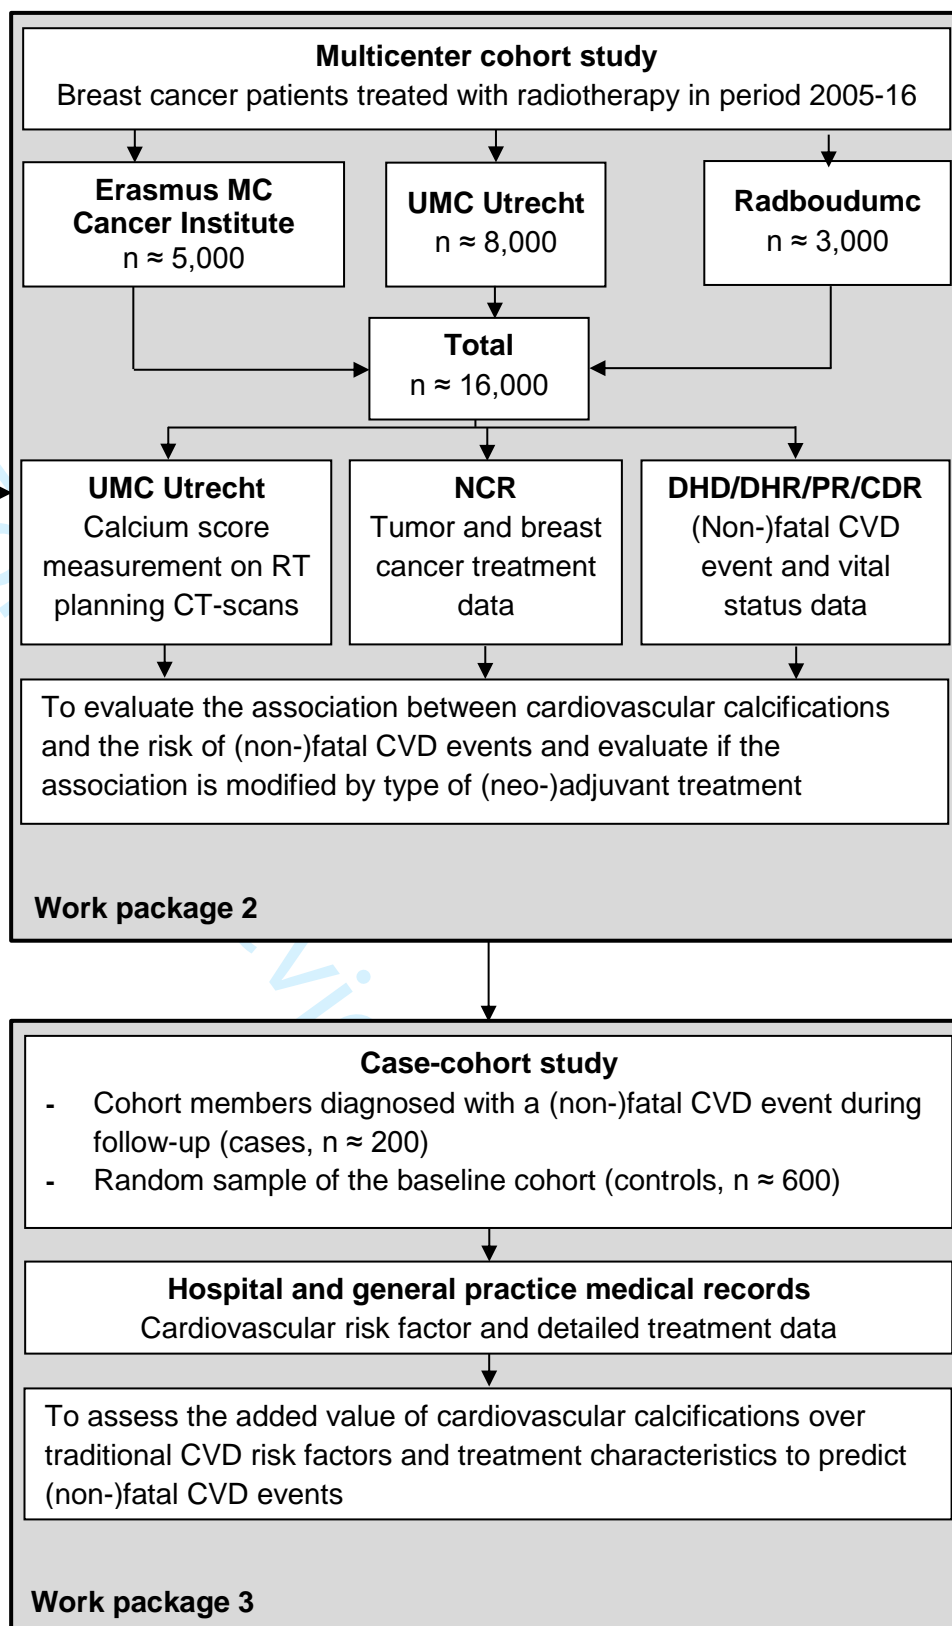 Multicenter cohort study
Breast cancer patients treated with radiotherapy in period 2005-16
Erasmus MC
Cancer Institute
n ≈ 5,000
UMC Utrecht
n ≈ 8,000
Radboudumc
n ≈ 3,000
Total
n ≈ 16,000
UMC Utrecht
Calcium score
measurement on RT
planning CT-scans
NCR
Tumor and breast
cancer treatment
data
DHD/DHR/PR/CDR
(Non-)fatal CVD
event and vital
status data
To evaluate the association between cardiovascular calcifications
and the risk of (non-)fatal CVD events and evaluate if the
association is modified by type of (neo-)adjuvant treatment
Work package 2
Case-cohort study
- Cohort members diagnosed with a (non-)fatal CVD event during
follow-up (cases, n ≈ 200)
- Random sample of the baseline cohort (controls, n ≈ 600)
Hospital and general practice medical records
Cardiovascular risk factor and detailed treatment data
To assess the added value of cardiovascular calcifications over
traditional CVD risk factors and treatment characteristics to predict
(non-)fatal CVD events
Work package 3